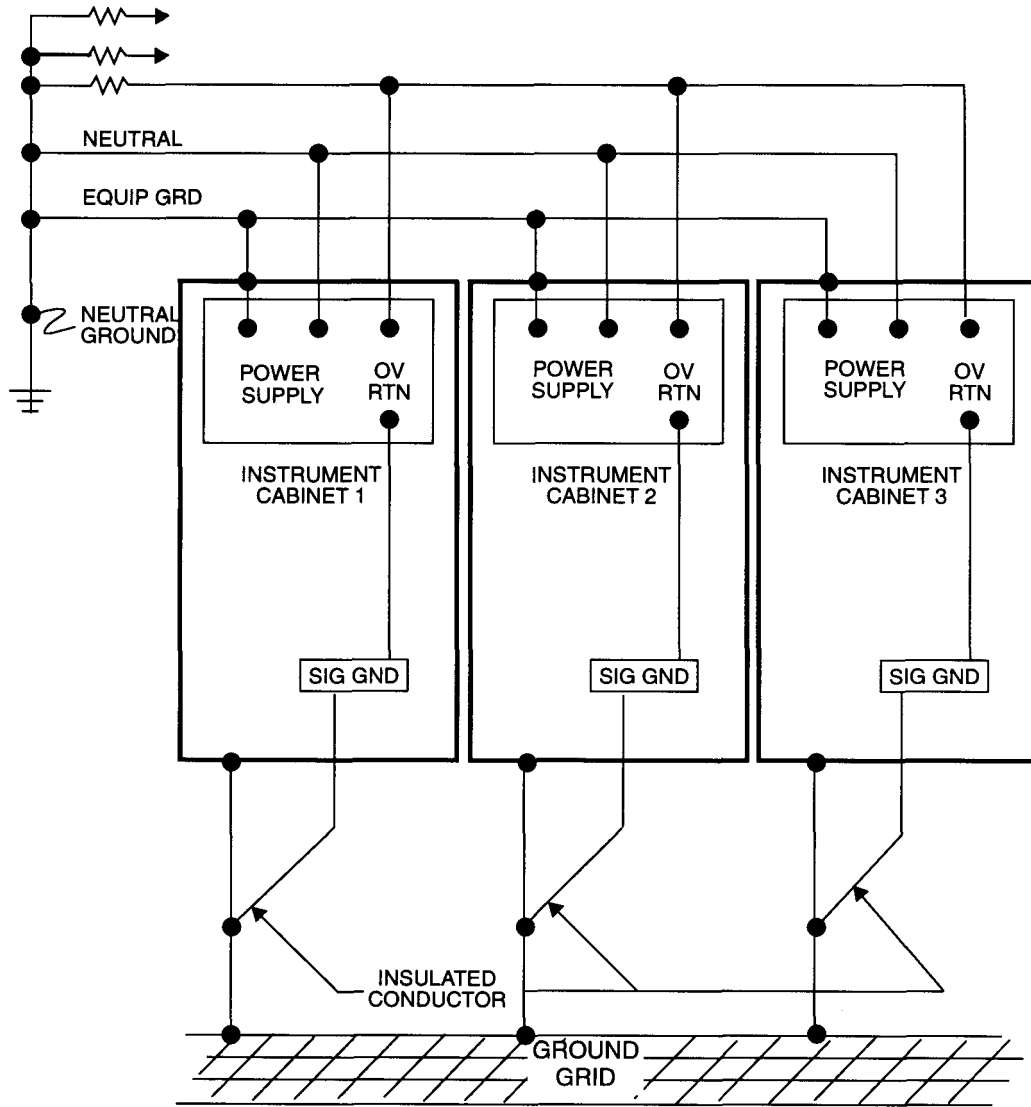 NEUTRAL
EQUIP GRD
NEUTRAL
GROUND
POWER
SUPPLY
OV
RTN
POWER
SUPPLY
OV
RTN
POWER
SUPPLY
OV
RTN
INSTRUMENT
CABINET 1
INSTRUMENT
CABINET 2
INSTRUMENT
CABINET 3
SIG GND
SIG GND
SIG GND
INSULATED
CONDUCTOR
GROUND
GRID